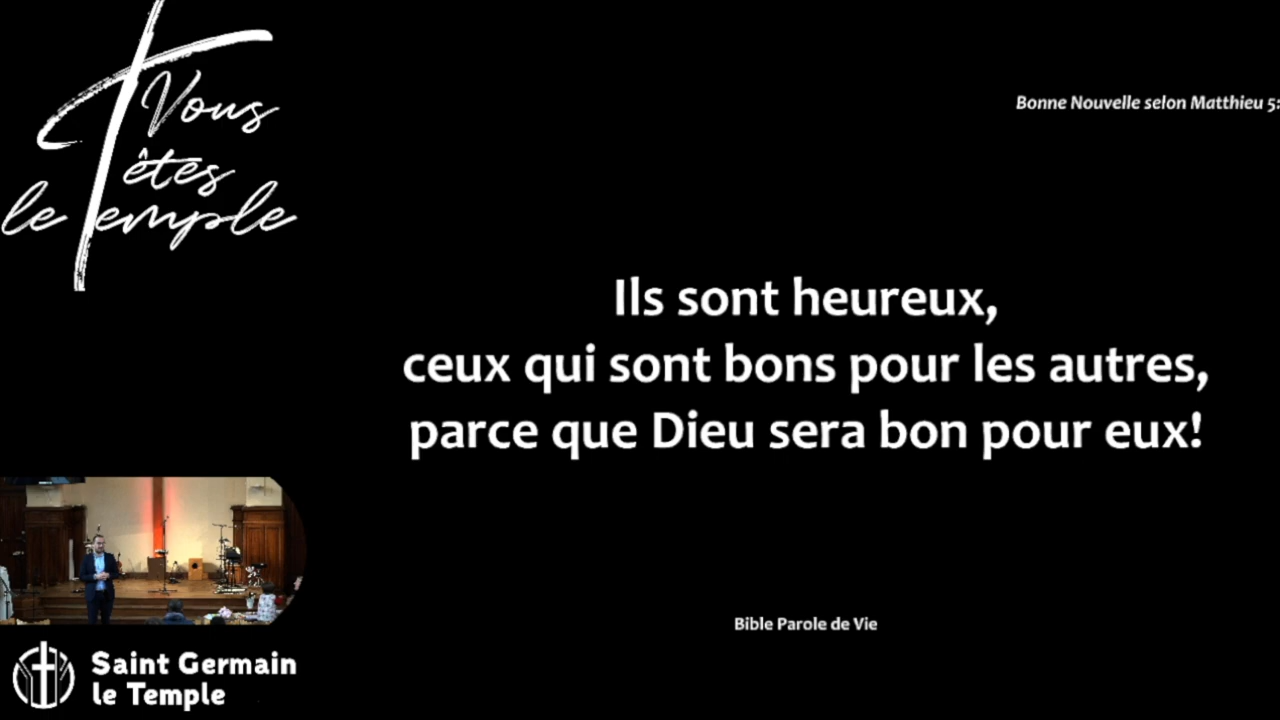 Vous
êtes
le Temple
Bonne Nouvelle selon Matthieu 5:
Ils sont heureux,
ceux qui sont bons pour les autres,
parce que Dieu sera bon pour eux!
Bible Parole de Vie
Saint Germain
le Temple